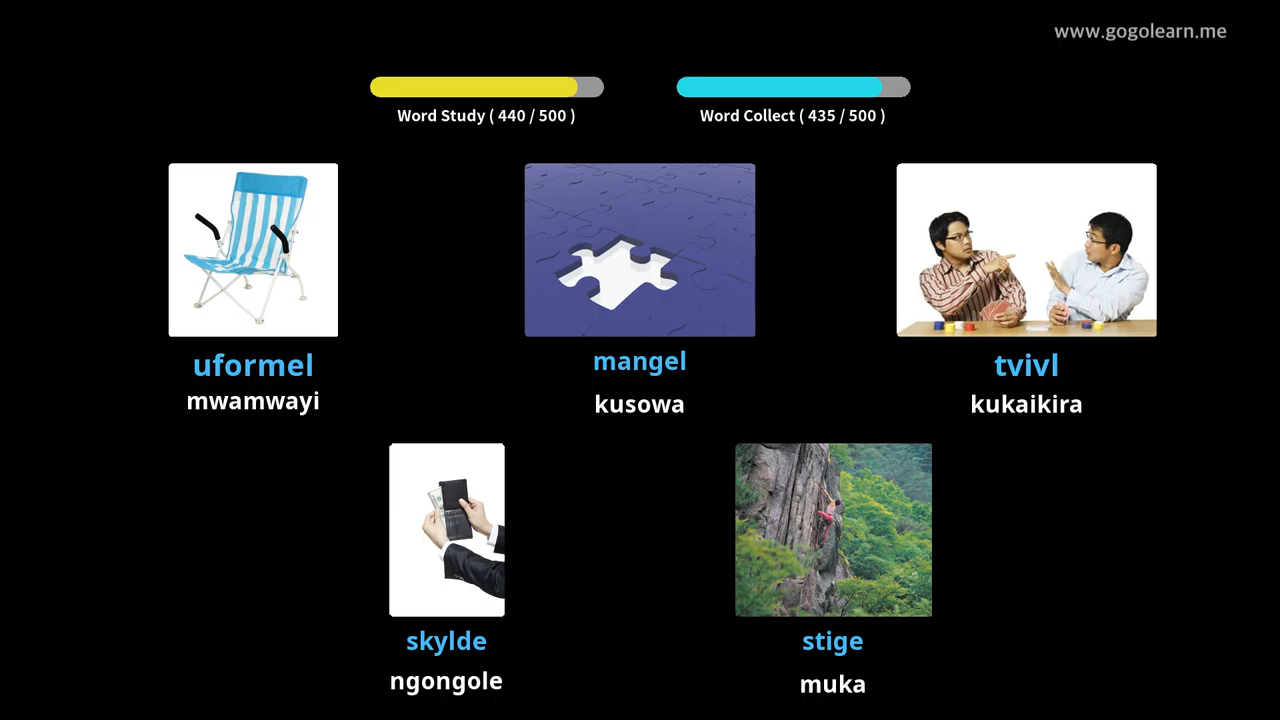 www.gogolearn.me
Word Study ( 440 / 500 )
Word Collect ( 435 / 500 )
uformel
mwamwayi
mangel
kusowa
tvivl
kukaikira
skylde
ngongole
stige
muka